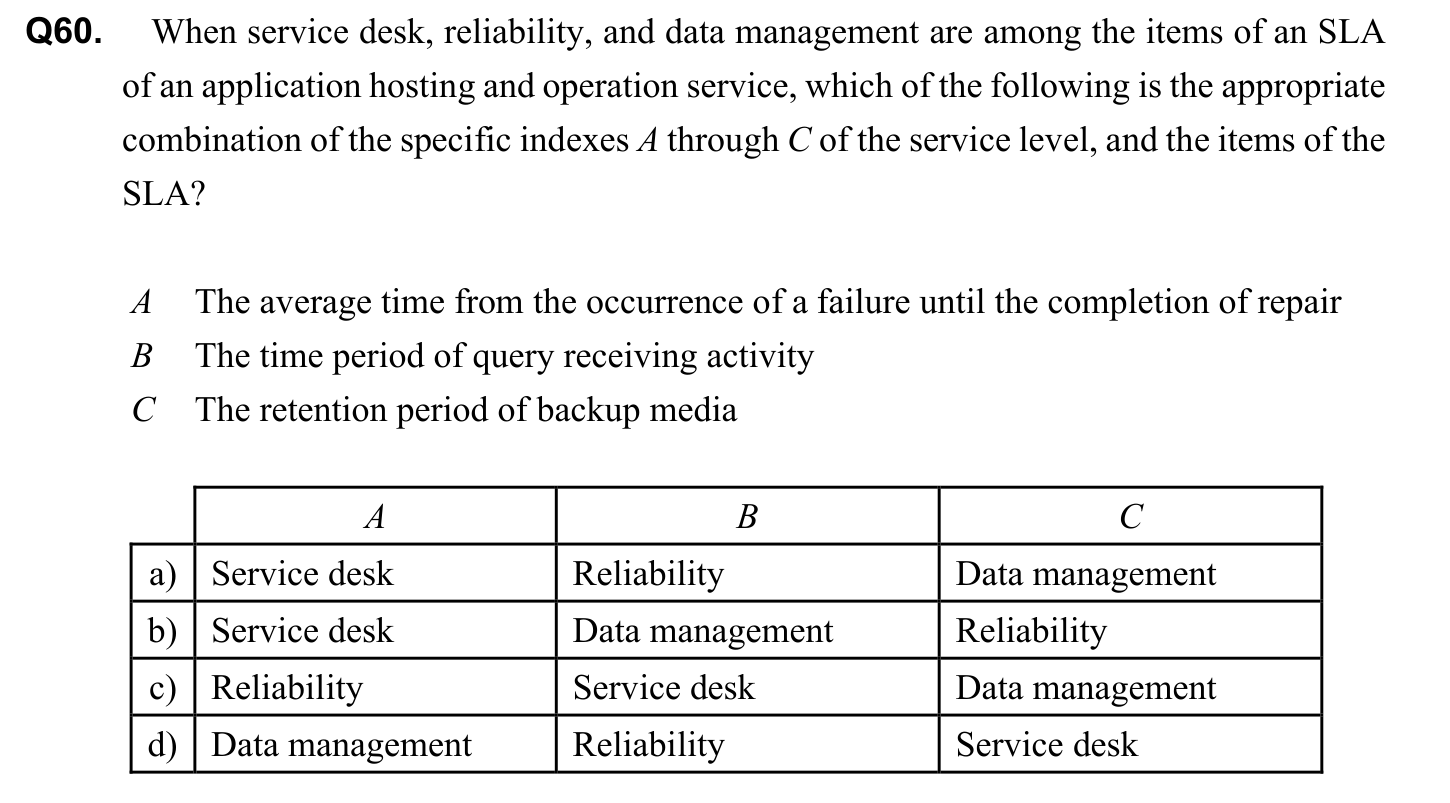 Q60. When service desk, reliability, and data management are among the items of an SLA
of an application hosting and operation service, which of the following is the appropriate
combination of the specific indexes A through C of the service level, and the items of the
SLA?
A The average time from the occurrence of a failure until the completion of repair
B The time period of query receiving activity
C The retention period of backup media
A B C
a) Service desk Reliability Data management
b) Service desk Data management Reliability
c) Reliability Service desk Data management
d) Data management Reliability Service desk